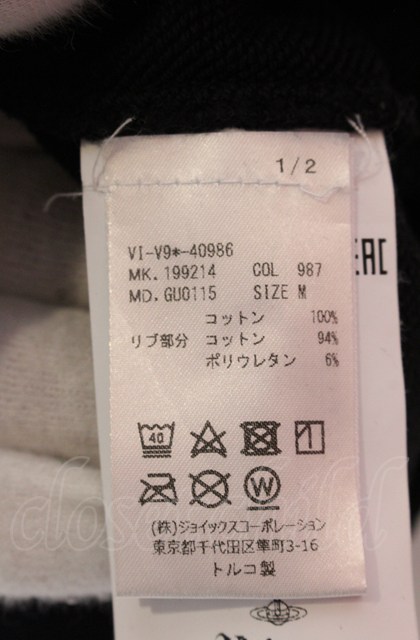 1/2
VI-V9*-40986
MK. 199214 COL 987
MD. GU0115 SIZE M
コットン 100%
リブ部分 コットン 94%
ポリウレタン 6%
40
W
(株)ジョイックスコーポレーション
東京都千代田区隼町3-16
トルコ製
EAC